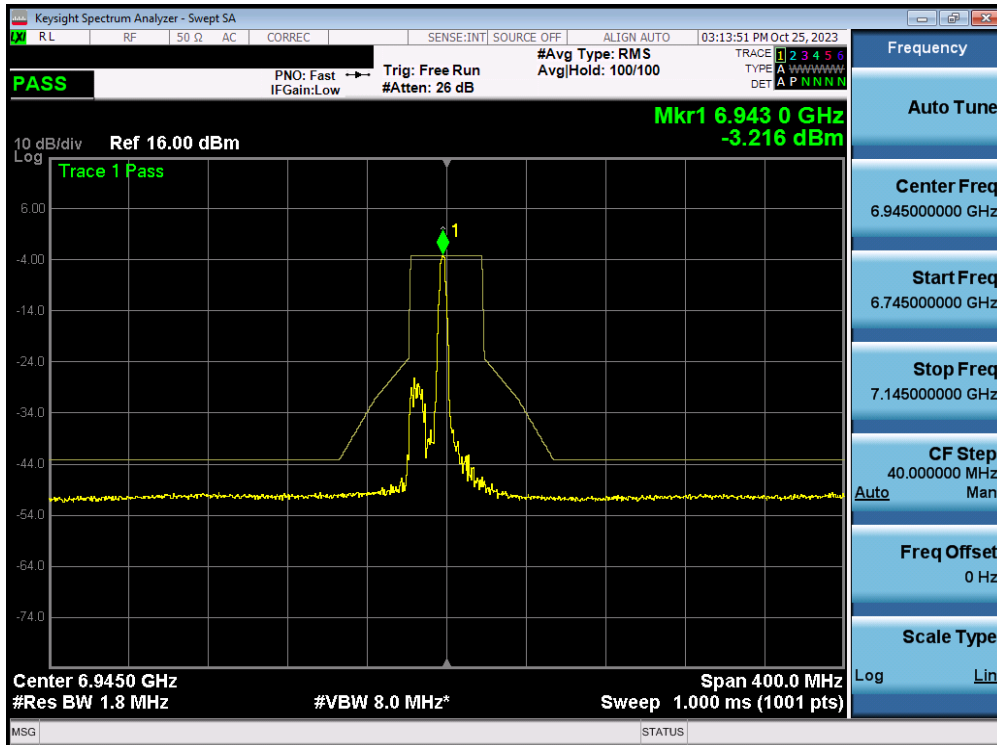 Keysight Spectrum Analyzer - Swept SA
LXI RL RF 50 Ω AC CORREC SENSE:INT SOURCE OFF ALIGN AUTO 03:13:51 PM Oct 25, 2023
PASS
PNO: Fast
IFGain:Low
Trig: Free Run
#Atten: 26 dB
#Avg Type: RMS
Avg|Hold: 100/100
TRACE 1 2 3 4 5 6
TYPE A WWWWW
DET A P N N N N
Mkr1 6.943 0 GHz
-3.216 dBm
10 dB/div Ref 16.00 dBm
Log
Trace 1 Pass
1
6.00
-4.00
-14.0
-24.0
-34.0
-44.0
-54.0
-64.0
-74.0
Center 6.9450 GHz Span 400.0 MHz
#Res BW 1.8 MHz #VBW 8.0 MHz* Sweep 1.000 ms (1001 pts)
MSG STATUS
Frequency
Auto Tune
Center Freq
6.945000000 GHz
Start Freq
6.745000000 GHz
Stop Freq
7.145000000 GHz
CF Step
40.000000 MHz
Auto Man
Freq Offset
0 Hz
Scale Type
Log Lin